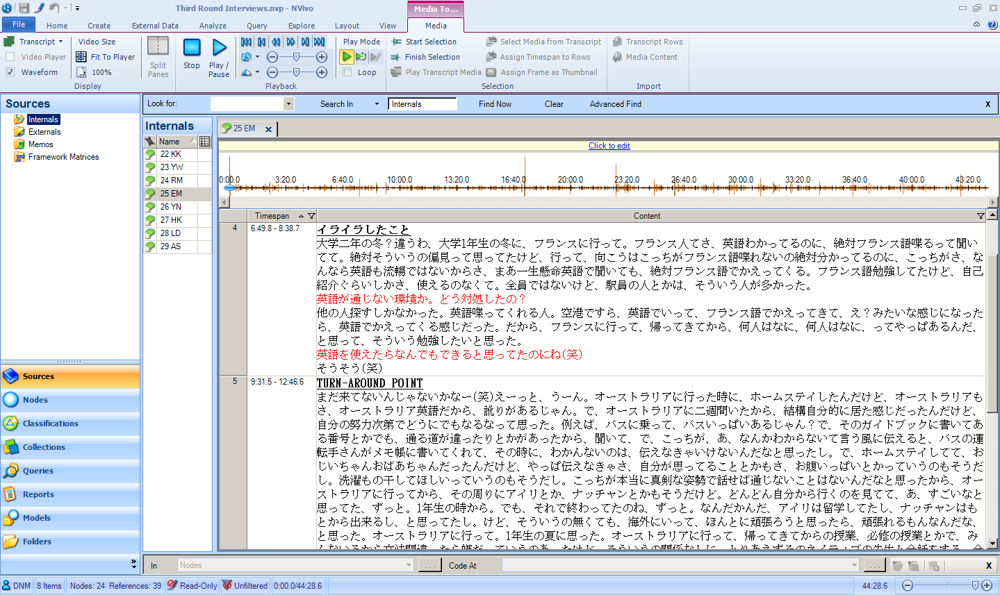 Third Round Interviews.nvp - NVivo
Media To...
File Home Create External Data Analyze Query Explore Layout View Media
Transcript
Video Player
Waveform
Video Size
Fit To Player
100%
Display
Split Panes
Stop
Play / Pause
Playback
Play Mode
Loop
Start Selection
Finish Selection
Play Transcript Media
Select Media from Transcript
Assign Timespan to Rows
Assign Frame as Thumbnail
Selection
Transcript Rows
Media Content
Import
Sources
Internals
Externals
Memos
Framework Matrices
Look for: Search In Internals Find Now Clear Advanced Find X
Internals
Name
22 KK
23 YW
24 RM
25 EM
26 YN
27 HK
28 LD
29 AS
25 EM x
Click to edit
0:00.0 3:20.0 6:40.0 10:00.0 13:20.0 16:40.0 20:00.0 23:20.0 26:40.0 30:00.0 33:20.0 36:40.0 40:00.0 43:20.0
Timespan Content
4 6:49.8 - 8:38.7
イライラしたこと
大学二年の冬？違うわ、大学1年生の冬に、フランスに行って。フランス人てさ、英語わかってるのに、絶対フランス語喋るって聞い
てて。絶対そういうの偏見って思ってたけど、行って、向こうはこっちがフランス語喋れないの絶対分かってるのに、こっちがさ、な
んなら英語も流暢ではないからさ、まあ一生懸命英語で聞いても、絶対フランス語でかえってくる。フランス語勉強してたけど、自己
紹介ぐらいしかさ、使えるのなくて。全員ではないけど、駅員の人とかは、そういう人が多かった。
英語が通じない環境か。どう対処したの？
他の人探すしかなかった。英語喋ってくれる人。空港ですら、英語でいって、フランス語でかえってきて、え？みたいな感じになった
ら、英語でかえってくる感じだった。だから、フランスに行って、帰ってきてから、何人はなに、何人はなに、ってやっぱあるんだ、
と思って、そういう勉強したいと思った。
英語を使えたらなんでもできると思ってたのにね(笑)
そうそう(笑)
5 9:31.5 - 12:46.6
TURN-AROUND POINT
まだ来てないんじゃないかなー(笑)えーっと、うーん。オーストラリアに行った時に、ホームステイしたんだけど、オーストラリアも
さ、オーストラリア英語だから、訛りがあるじゃん。で、オーストラリアに二週間いたから、結構自分的に居た感じだったんだけど、
自分の努力次第でどうにでもなるなって思った。例えば、バスに乗って、バスいっぱいあるじゃん？で、そのガイドブックに書いてあ
る番号とかでも、通る道が違ったりとかがあったから、聞いて、で、こっちが、あ、なんかわからないて言う風に伝えると、バスの運
転手さんがメモ帳に書いてくれて、その時に、わかんないのは、伝えなきゃいけないんだなと思ったし。で、ホームステイしてて、お
じいちゃんおばあちゃんだったんだけど、やっぱ伝えなきゃさ、自分が思ってることとかもさ、お腹いっぱいとかっていうのもそうだ
し。洗濯もの干してほしいっていうのもそうだし。こっちが本当に真剣な姿勢で話せば通じないことはないんだなと思ったから、オー
ストラリアに行ってから、その周りにアイリとか、ナッチャンとかもそうだけど。どんどん自分から行くのを見てて、あ、すごいなと
思ってた、ずっと。1年生の時から。でも、それで終わってたのね、ずっと。なんだかんだ、アイリは留学してたし、ナッチャンはも
とから出来るし、と思ってたし。けど、そういうの無くても、海外にいって、ほんとに頑張ろうと思ったら、頑張れるもんなんだな、
と思った。オーストラリアに行って。1年生の夏に思った。オーストラリアに行って、帰ってきてからの授業、必修の授業とかで、み
Sources
Nodes
Classifications
Collections
Queries
Reports
Models
Folders
In Nodes ... Code At ... X
DNM 8 Items Nodes: 24 References: 39 Read-Only Unfiltered 0:00.0/44:28.6 44:28.6